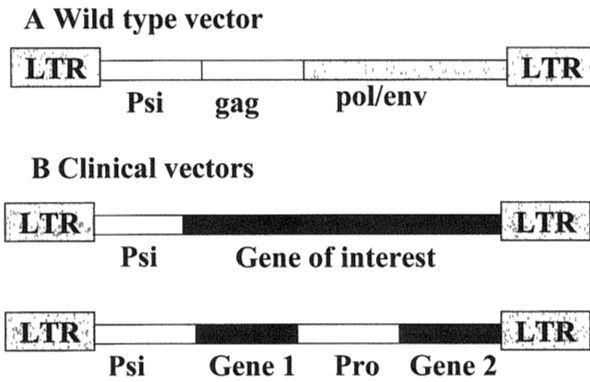 A Wild type vector
LTR LTR
Psi gag pol/env
B Clinical vectors
LTR LTR
Psi Gene of interest
LTR LTR
Psi Gene 1 Pro Gene 2